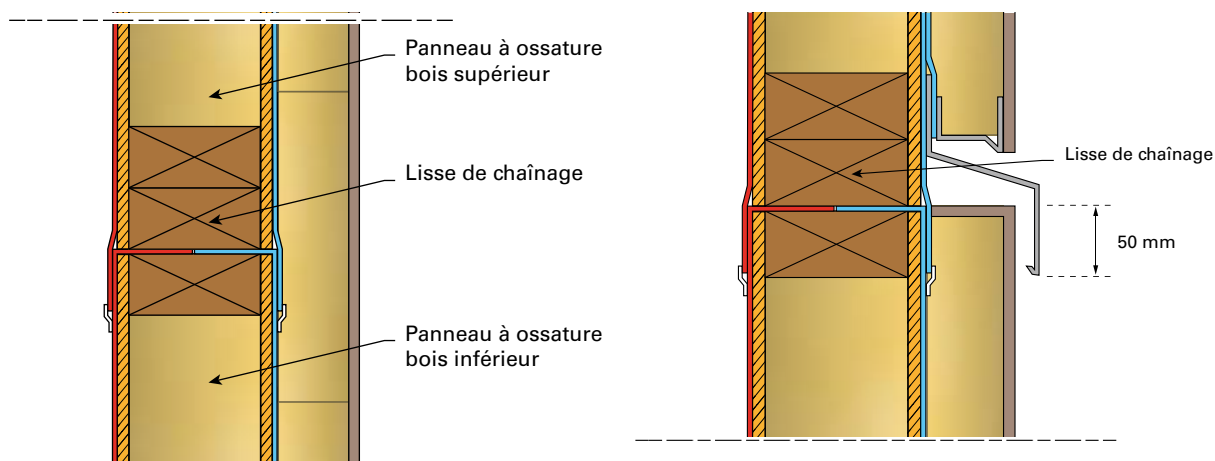 Panneau à ossature
bois supérieur
Lisse de chaînage
Panneau à ossature
bois inférieur
Lisse de chaînage
50 mm